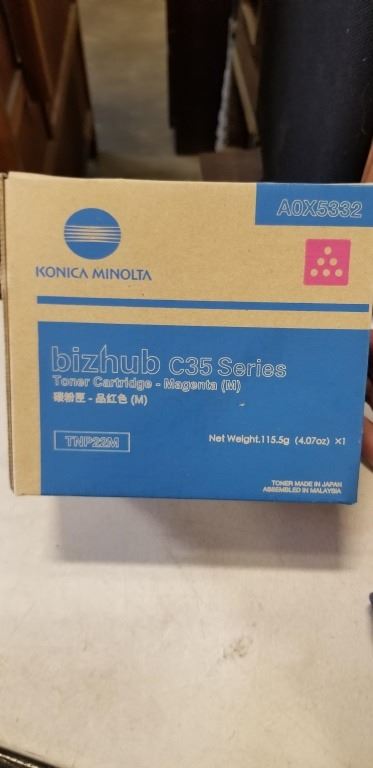 A0X5332
KONICA MINOLTA
bizhub C35 Series
Toner Cartridge - Magenta (M)
碳粉匣 - 品紅色 (M)
TNP22M
Net Weight.115.5g (4.07oz) ×1
TONER MADE IN JAPAN
ASSEMBLED IN MALAYSIA